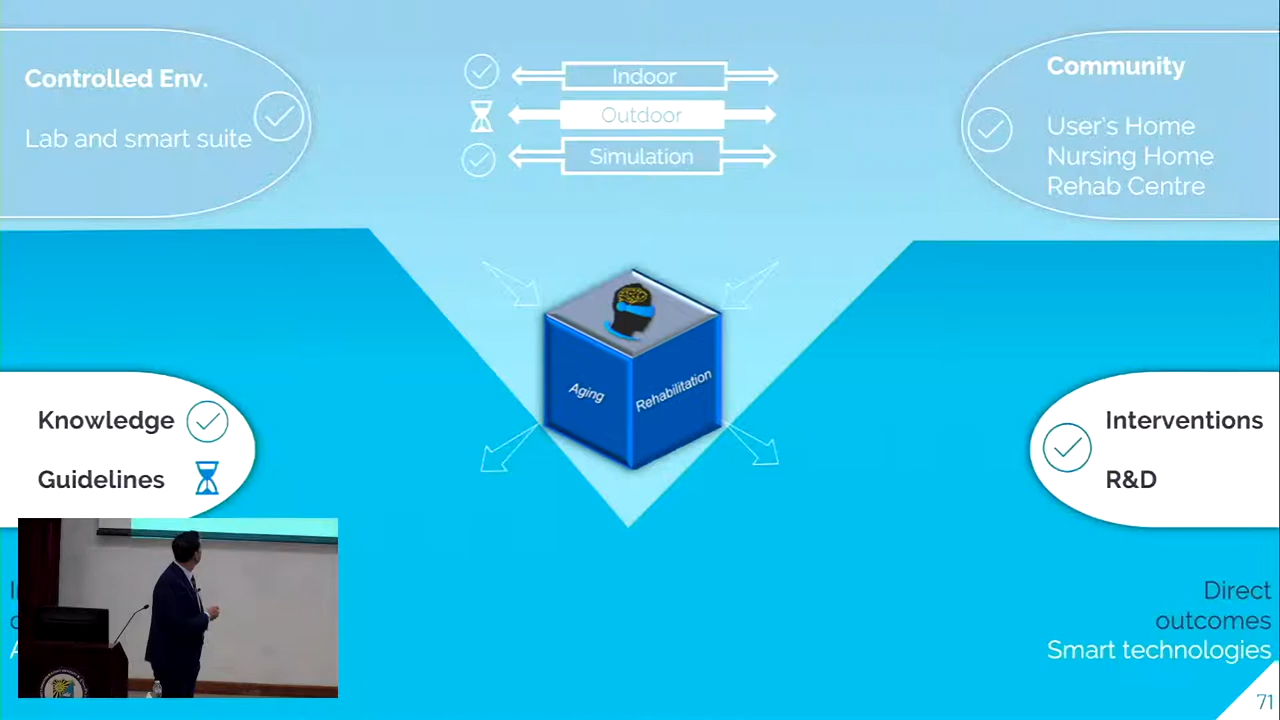 Controlled Env.
Lab and smart suite
Indoor
Outdoor
Simulation
Community
User's Home
Nursing Home
Rehab Centre
Aging
Rehabilitation
Knowledge
Guidelines
Interventions
R&D
Direct
outcomes
Smart technologies
71